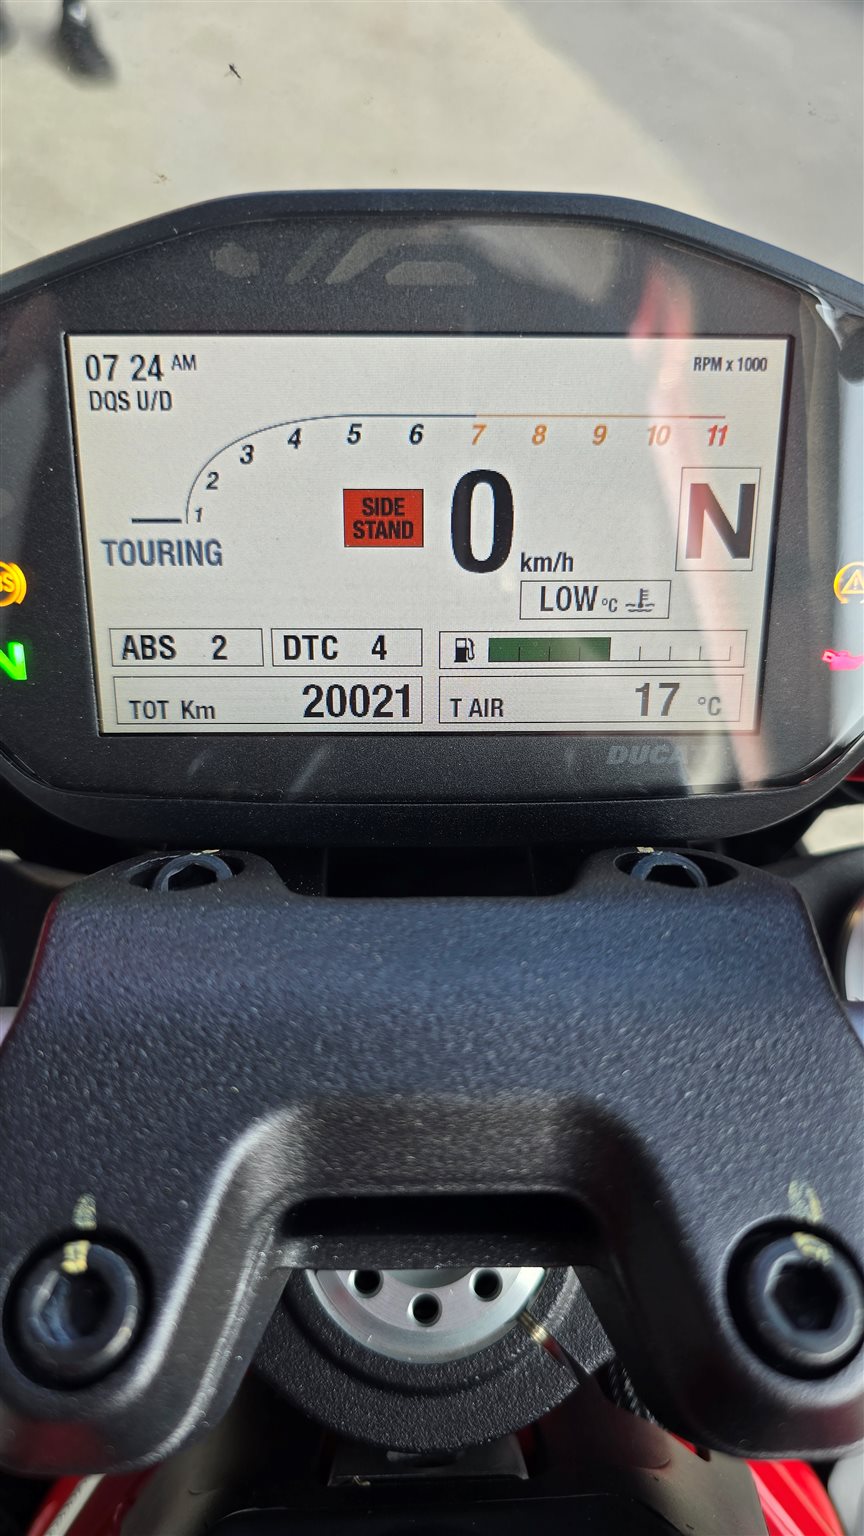 07 24 AM
RPM x 1000
DQS U/D
1 2 3 4 5 6 7 8 9 10 11
SIDE
STAND
0
km/h
N
TOURING
LOW °C
ABS 2
DTC 4
N
TOT Km 20021
T AIR 17 °C